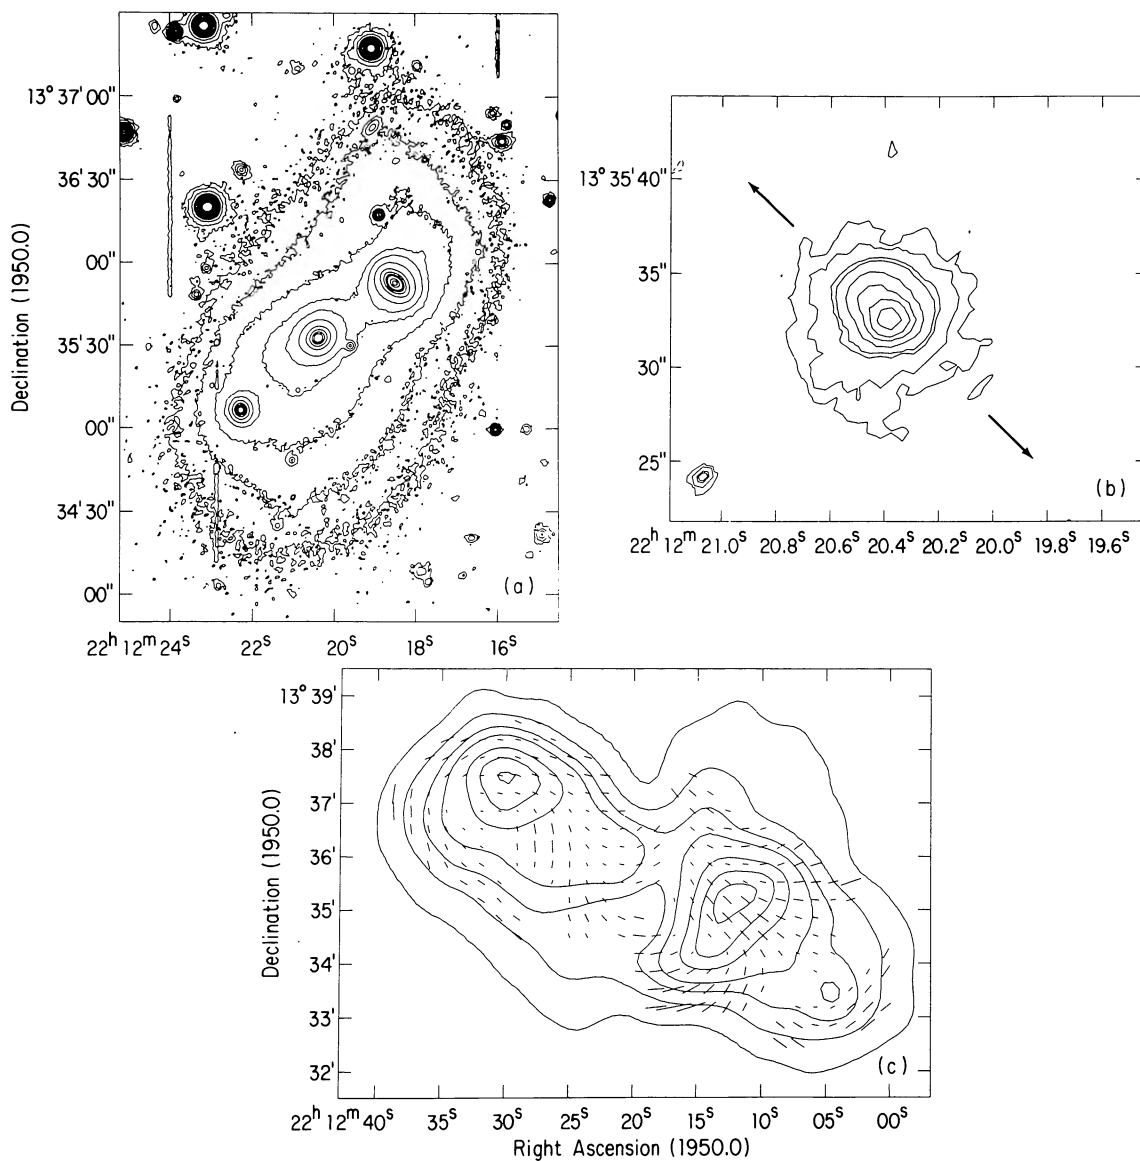 13° 37' 00"
36' 30"
00"
35' 30"
00"
34' 30"
00"
Declination (1950.0)
22h 12m 24s 22s 20s 18s 16s
(a)
13° 35' 40"
35"
30"
25"
22h 12m 21.0s 20.8s 20.6s 20.4s 20.2s 20.0s 19.8s 19.6s
(b)
13° 39'
38'
37'
36'
35'
34'
33'
32'
Declination (1950.0)
22h 12m 40s 35s 30s 25s 20s 15s 10s 05s 00s
Right Ascension (1950.0)
(c)